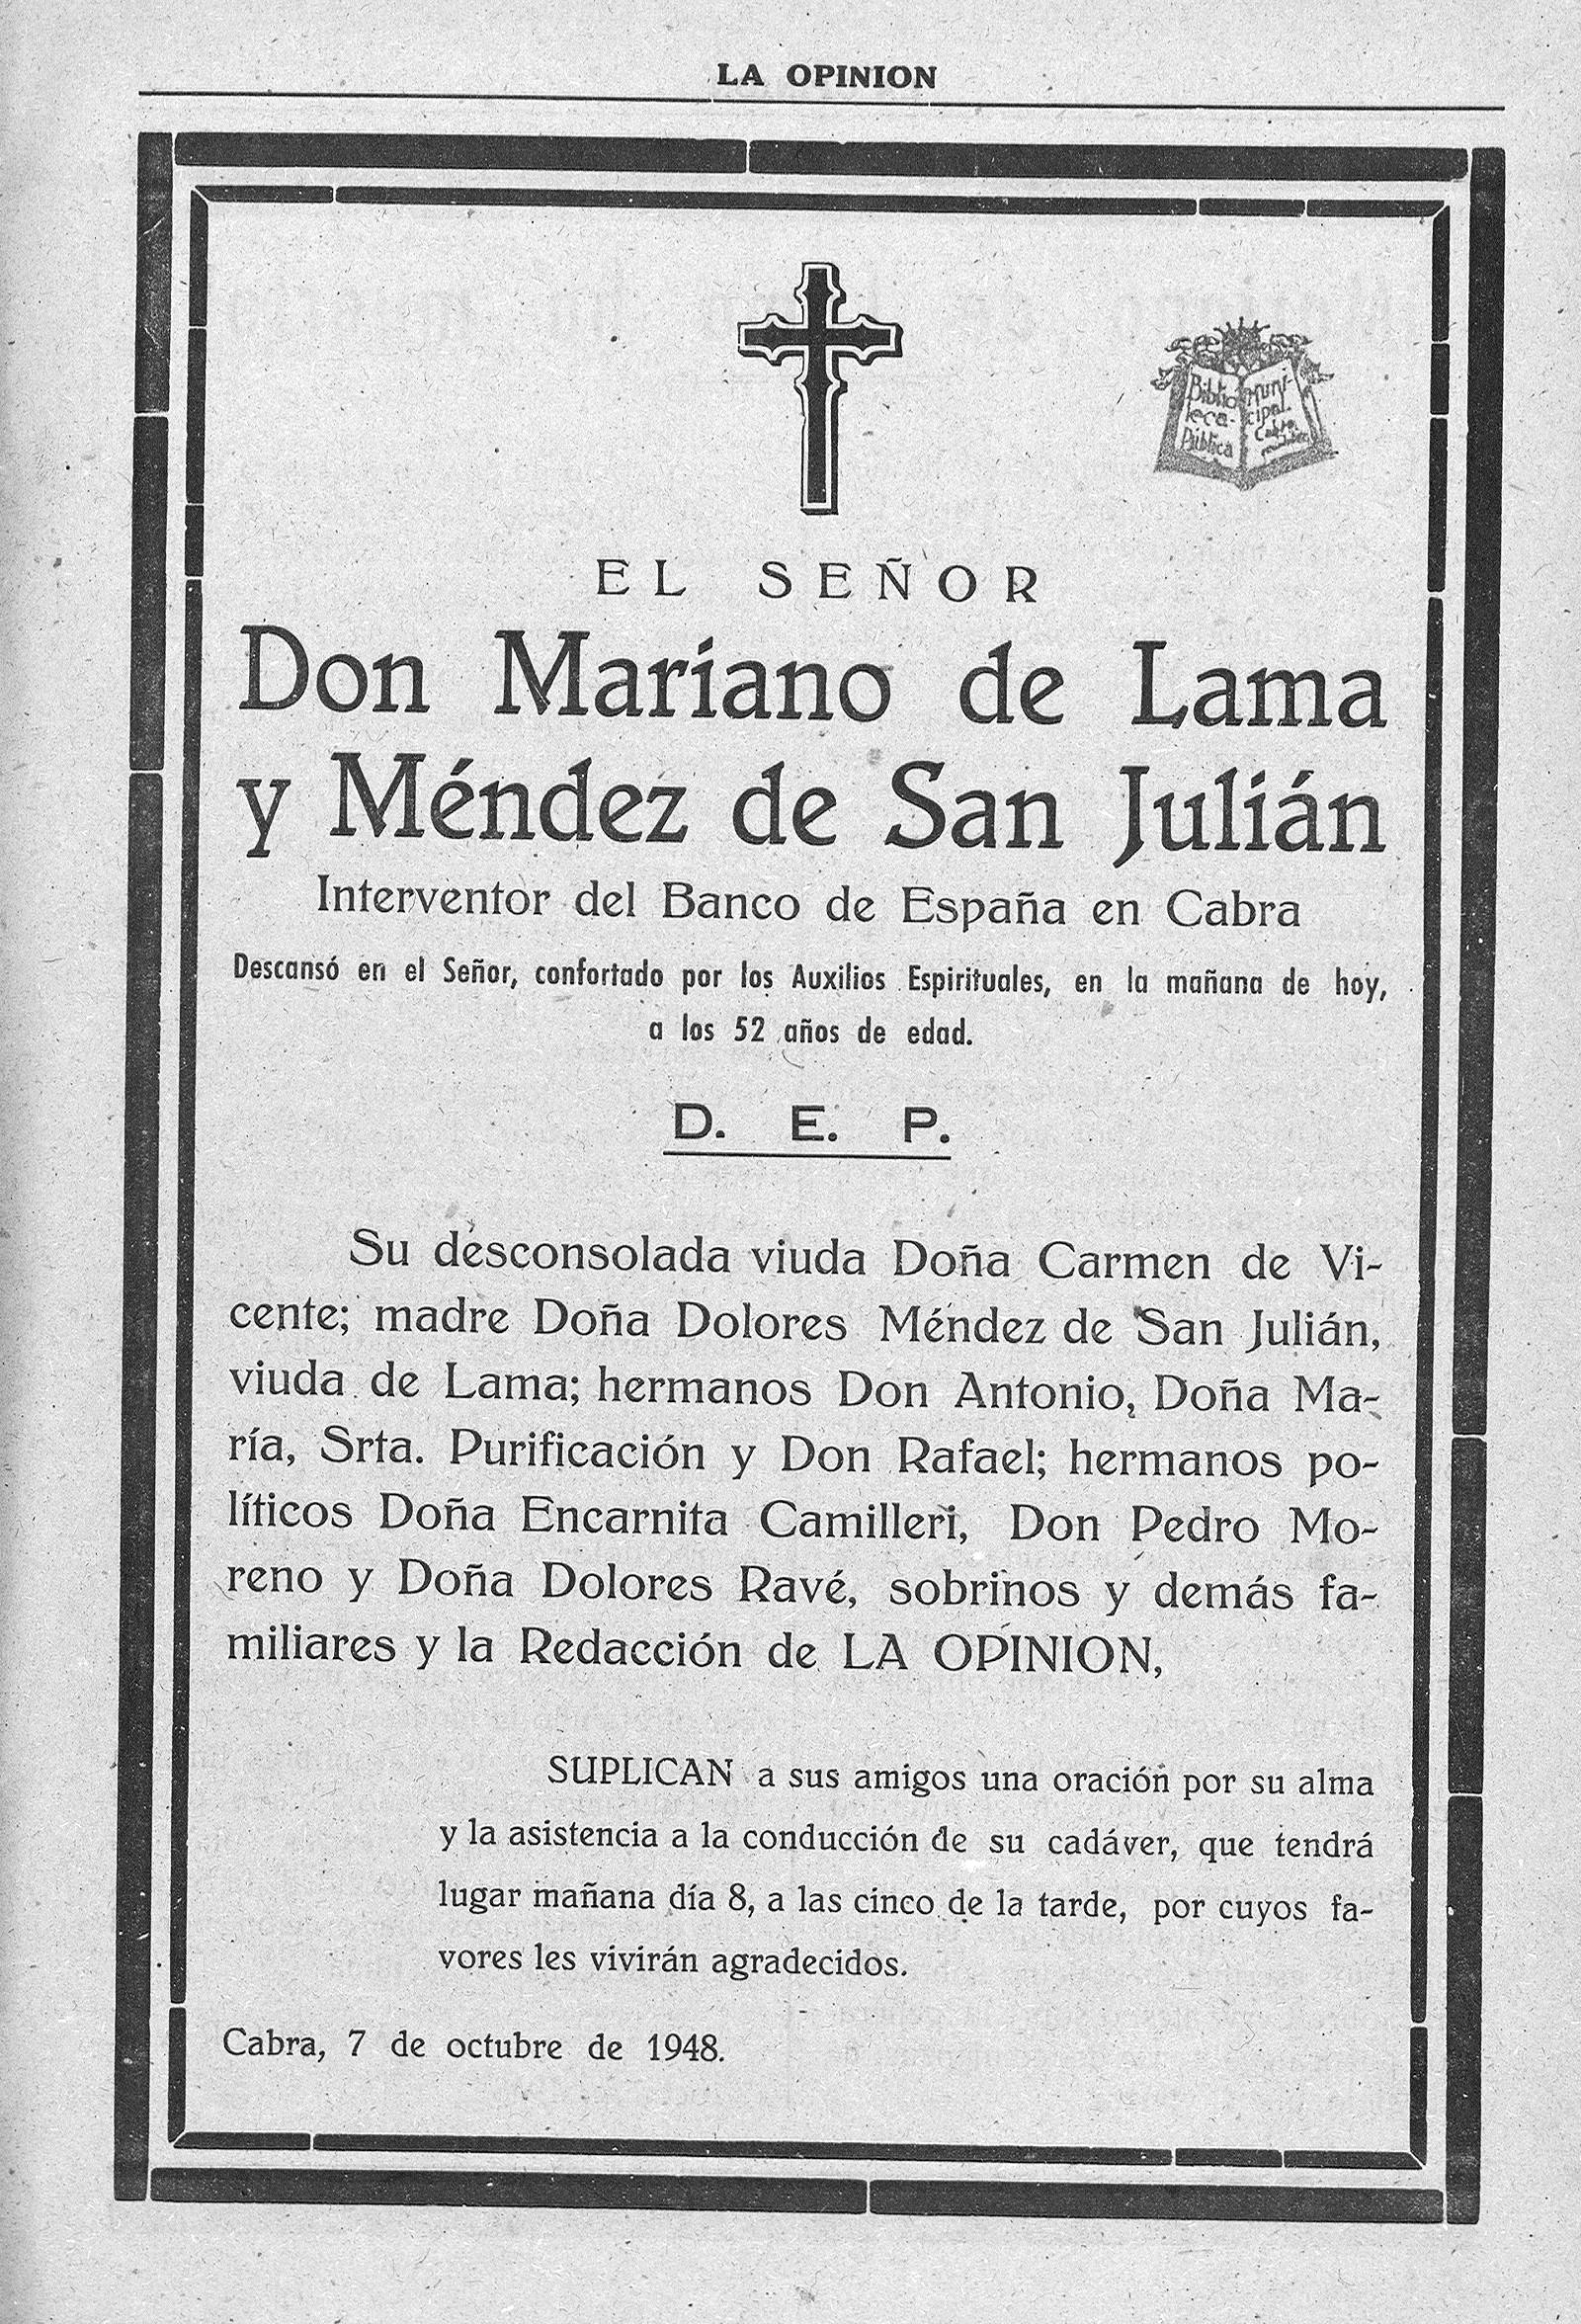 LA OPINION
Biblio Muni-
teca- cipal.
Pública Cabra
EL SEÑOR
Don Mariano de Lama
y Méndez de San Julián
Interventor del Banco de España en Cabra
Descansó en el Señor, confortado por los Auxilios Espirituales, en la mañana de hoy,
a los 52 años de edad.
D. E. P.
Su desconsolada viuda Doña Carmen de Vi-
cente; madre Doña Dolores Méndez de San Julián,
viuda de Lama; hermanos Don Antonio, Doña Ma-
ría, Srta. Purificación y Don Rafael; hermanos po-
líticos Doña Encarnita Camilleri, Don Pedro Mo-
reno y Doña Dolores Ravé, sobrinos y demás fa-
miliares y la Redacción de LA OPINION,
SUPLICAN a sus amigos una oración por su alma
y la asistencia a la conducción de su cadáver, que tendrá
lugar mañana día 8, a las cinco de la tarde, por cuyos fa-
vores les vivirán agradecidos.
Cabra, 7 de octubre de 1948.